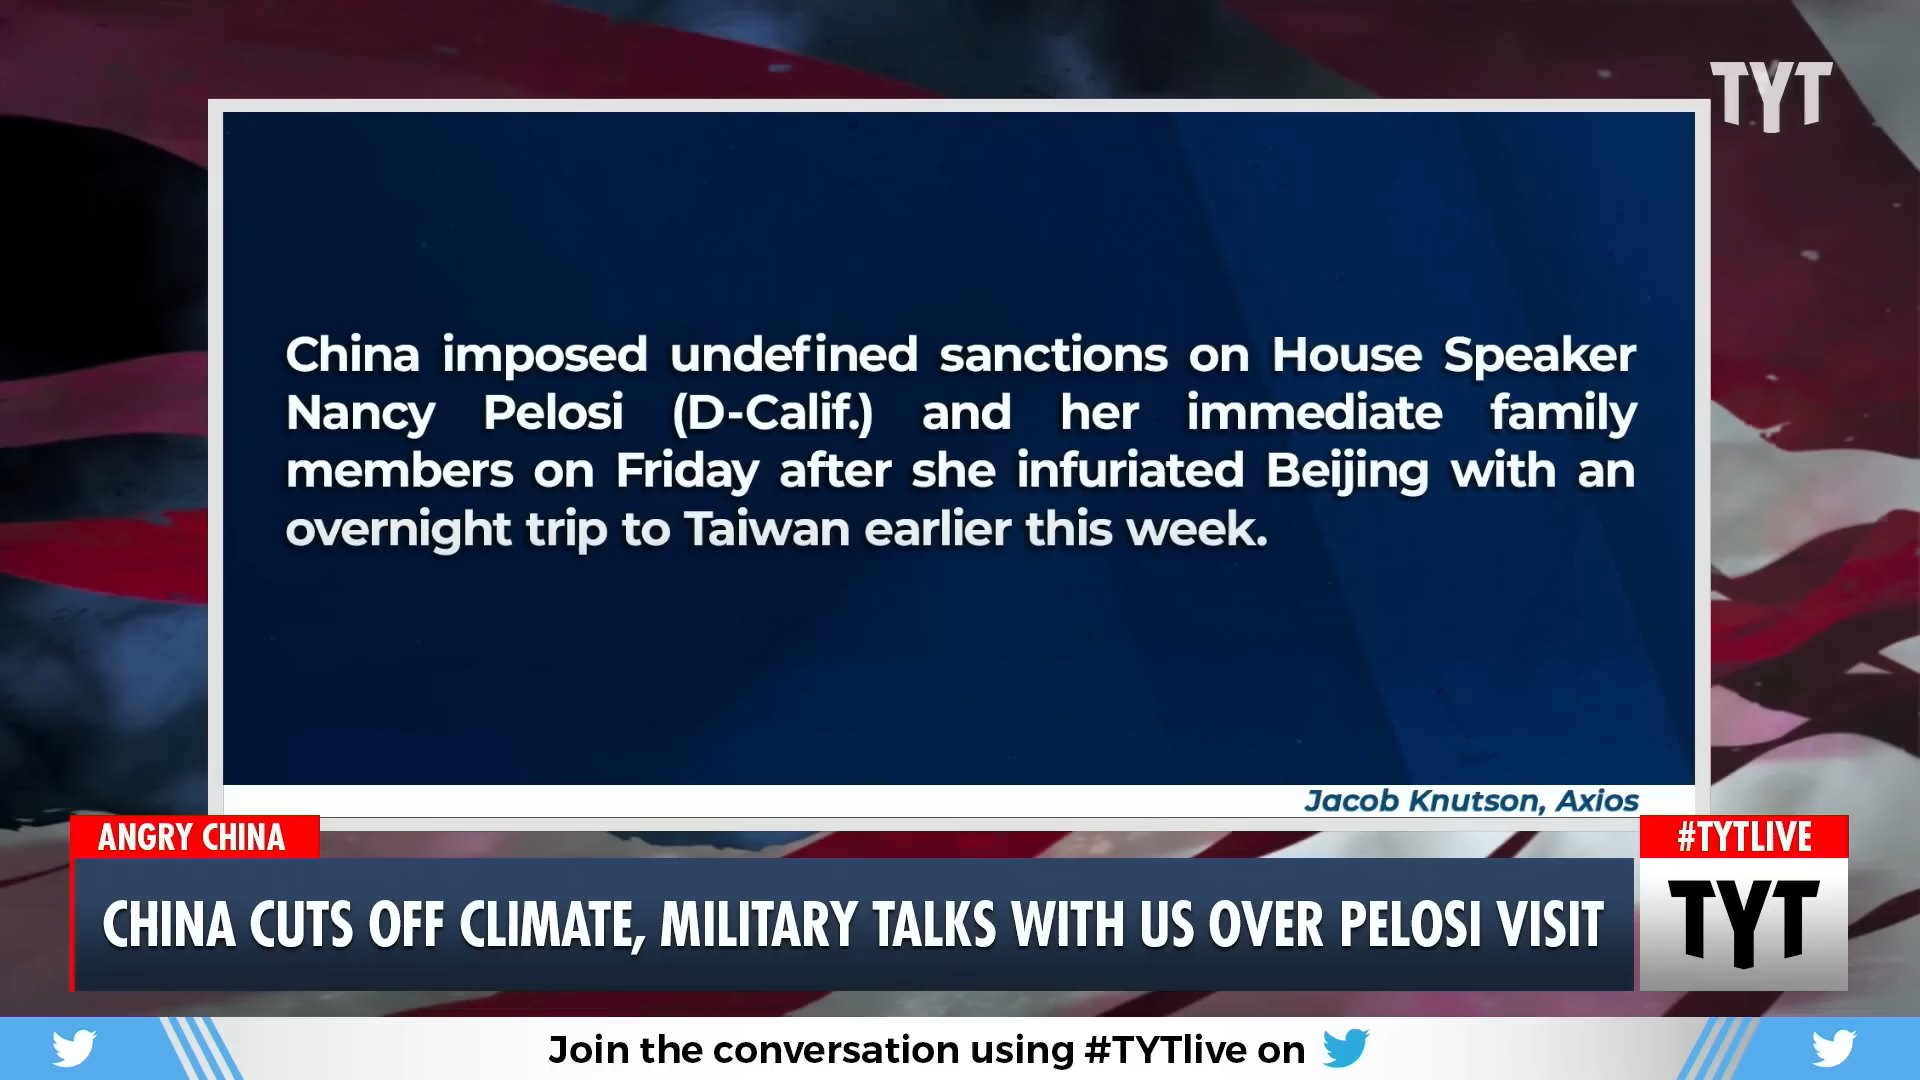 TYT
China imposed undefined sanctions on House Speaker
Nancy Pelosi (D-Calif.) and her immediate family
members on Friday after she infuriated Beijing with an
overnight trip to Taiwan earlier this week.
Jacob Knutson, Axios
ANGRY CHINA
#TYTLIVE
CHINA CUTS OFF CLIMATE, MILITARY TALKS WITH US OVER PELOSI VISIT
TYT
Join the conversation using #TYTlive on